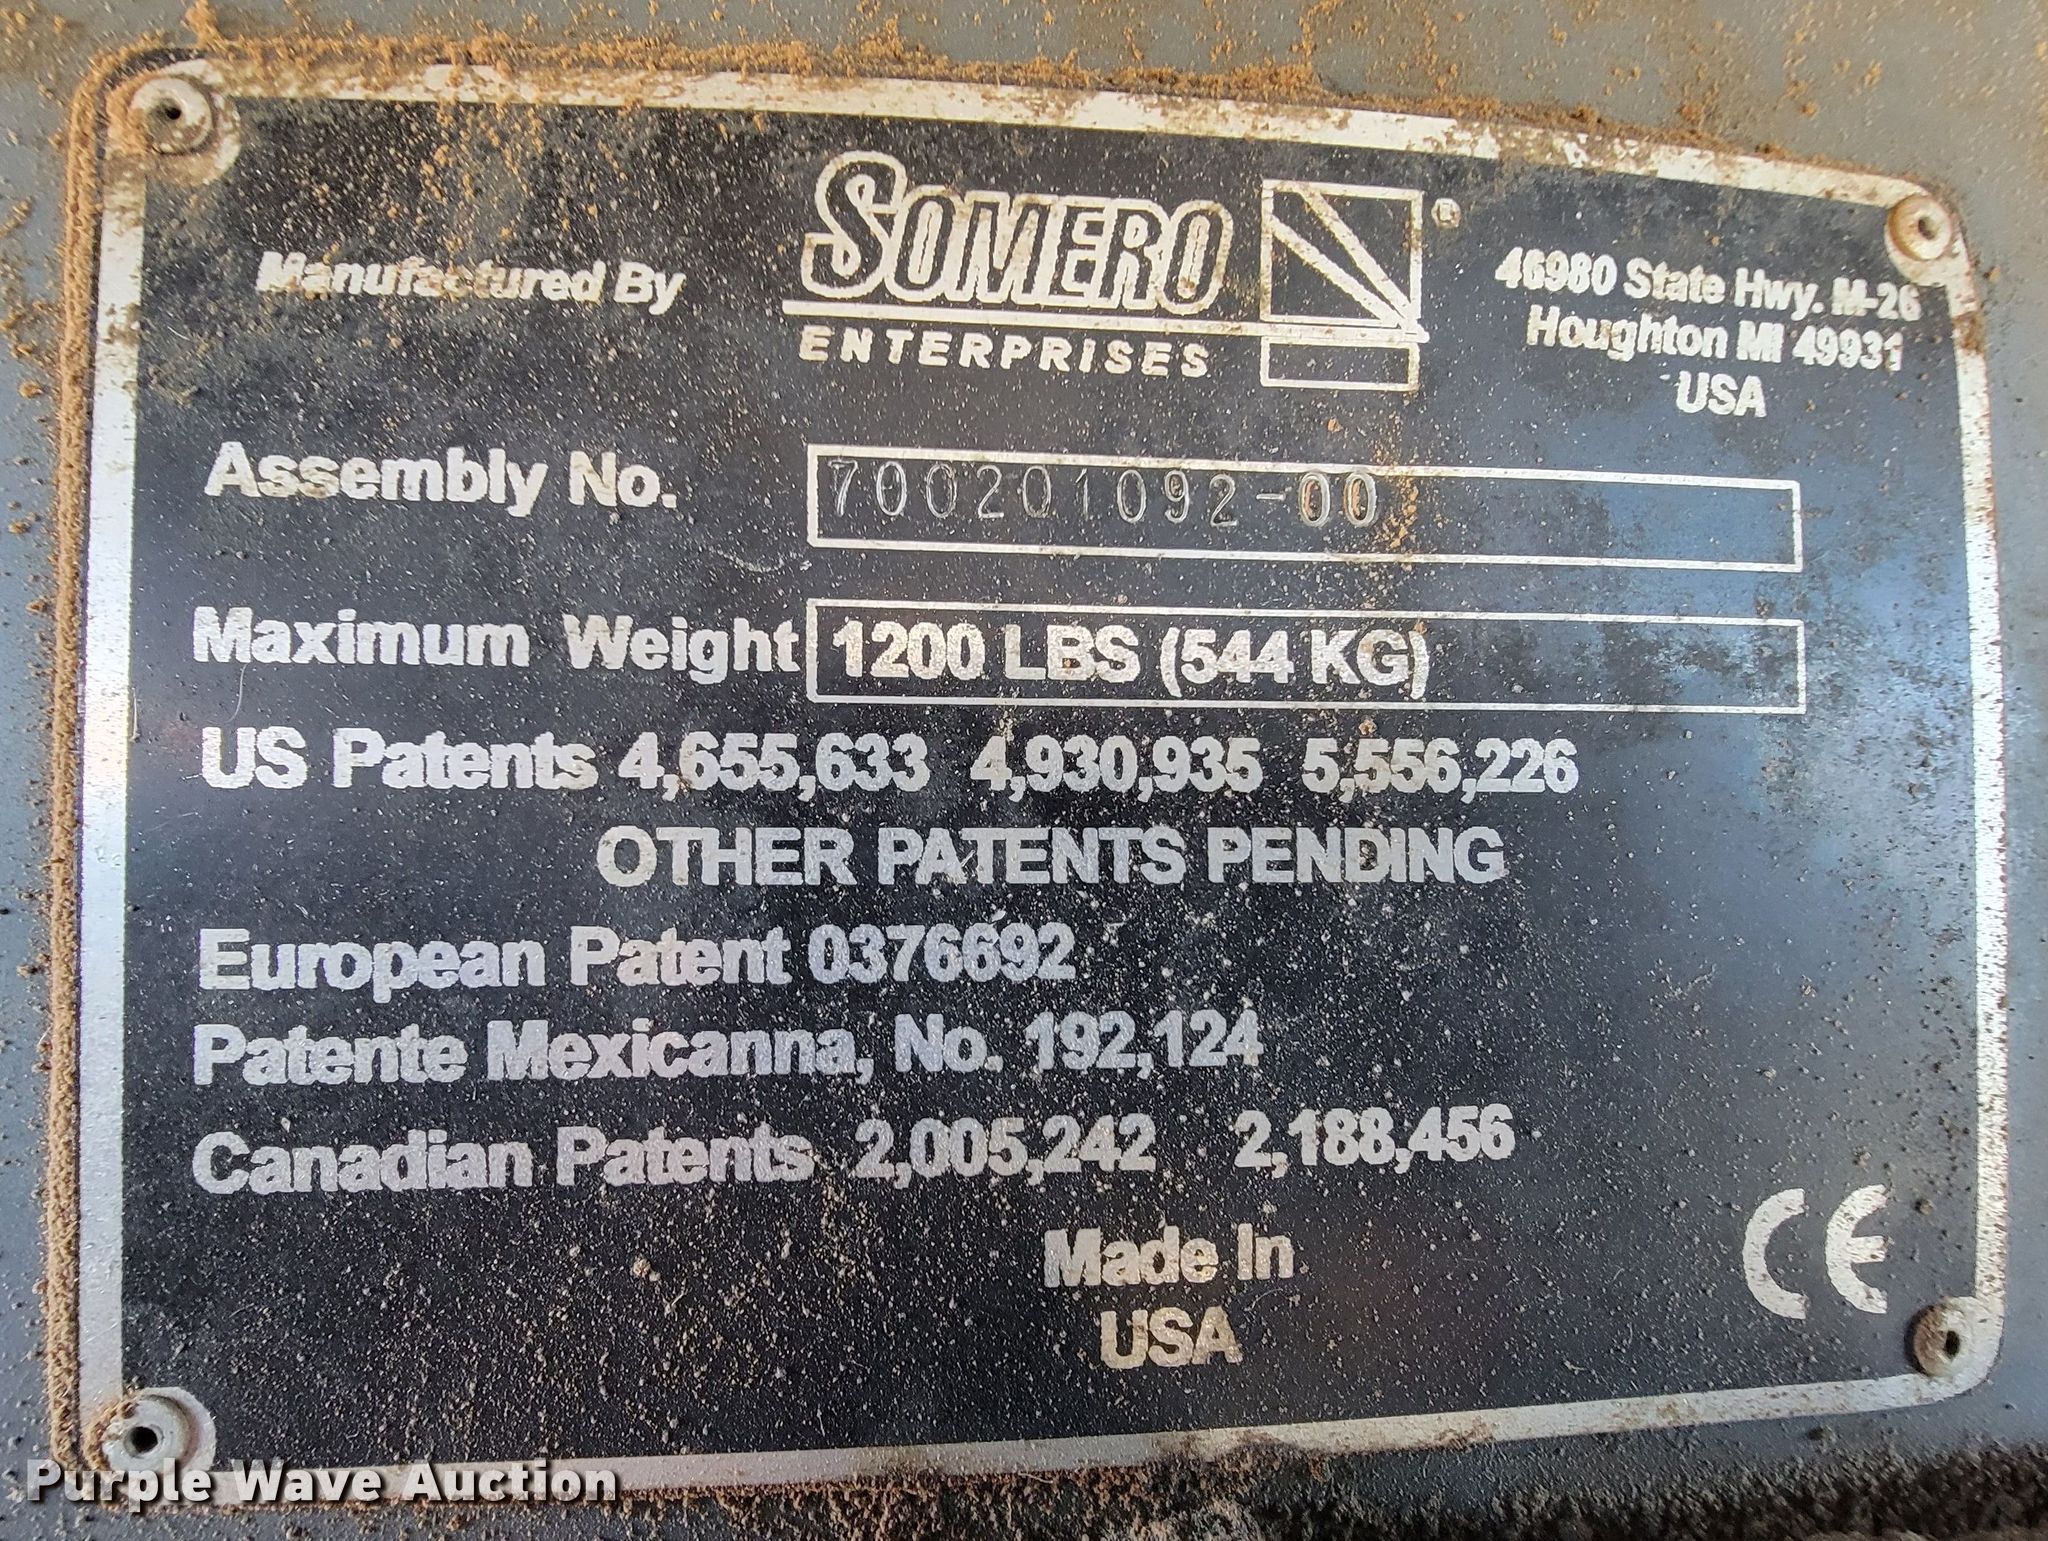 Manufactured By
SOMERO
ENTERPRISES
®
46980 State Hwy. M-26
Houghton MI 49931
USA
Assembly No. 700201092-00
Maximum Weight 1200 LBS (544 KG)
US Patents 4,655,633 4,930,935 5,556,226
OTHER PATENTS PENDING
European Patent 0376692
Patente Mexicanna, No. 192,124
Canadian Patents 2,005,242 2,188,456
Made In
USA
CE
Purple Wave Auction